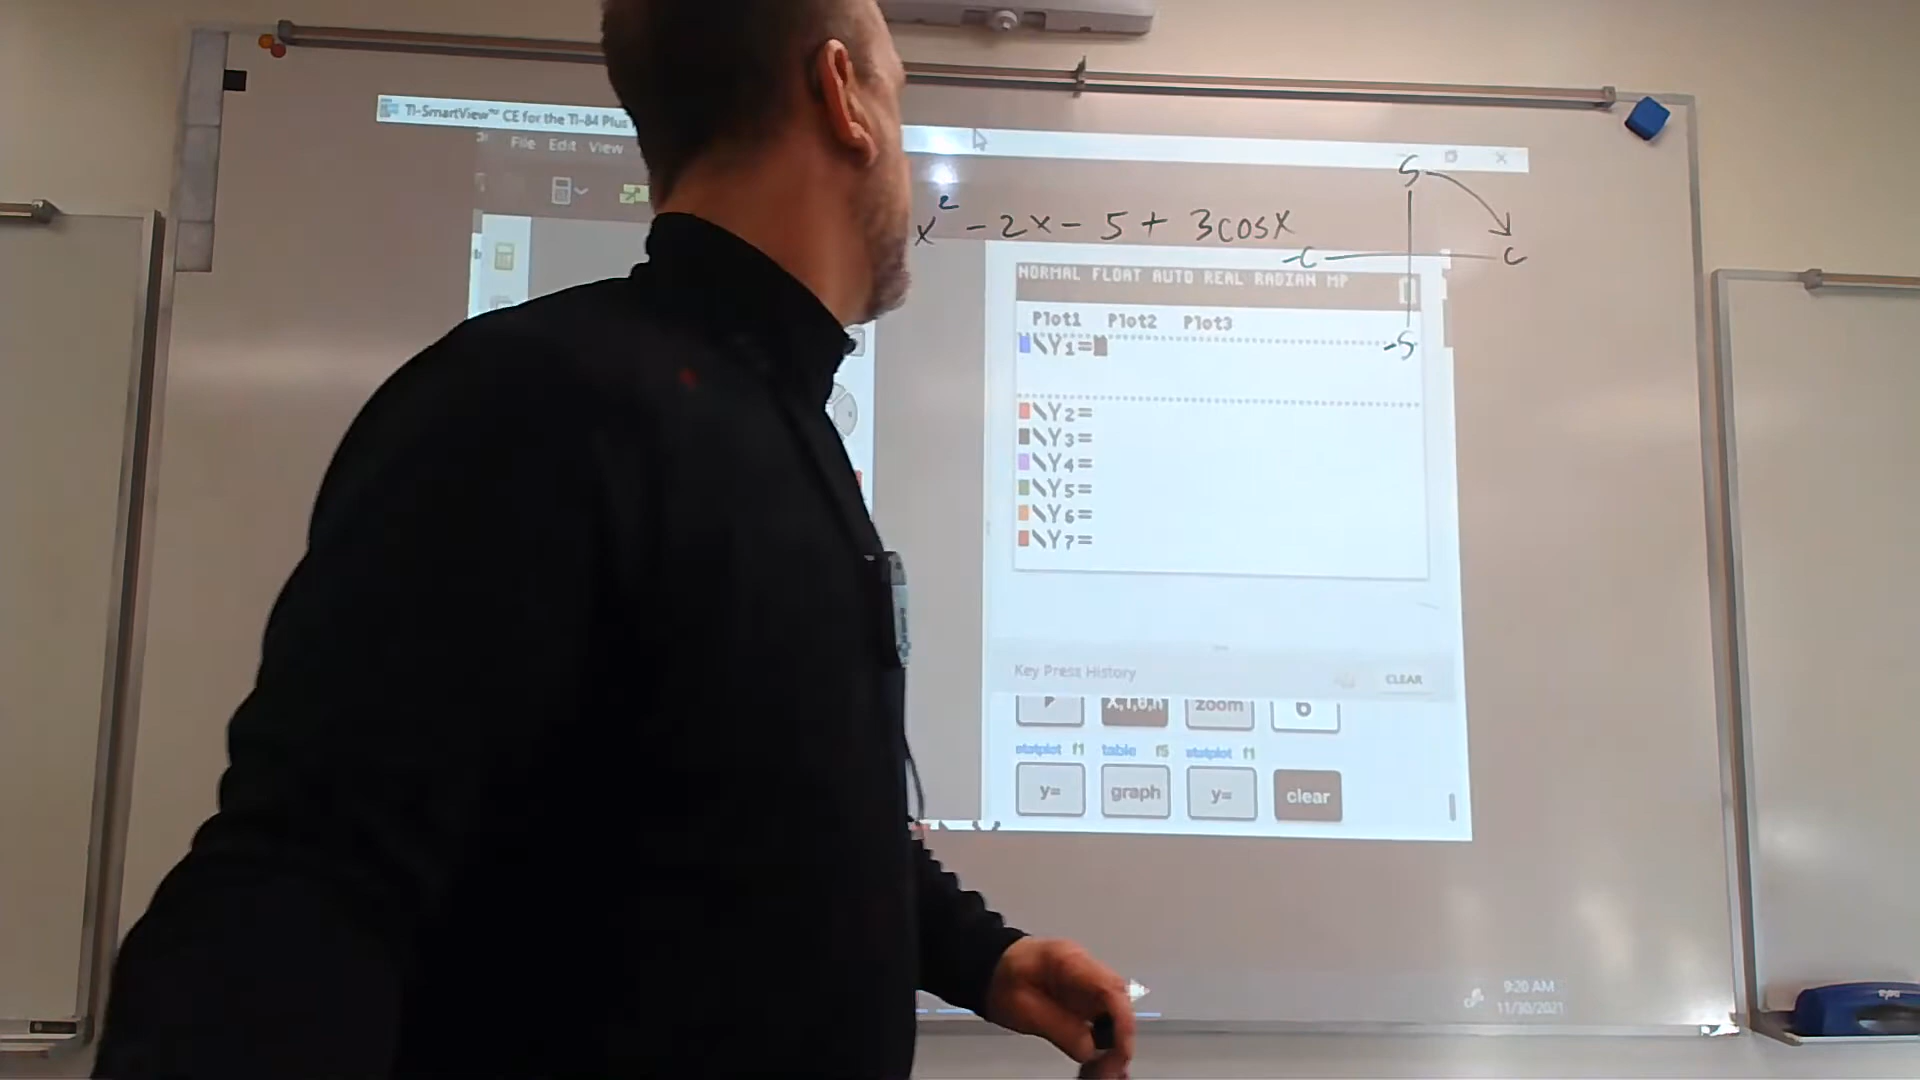 TI-SmartView™ CE for the TI-84 Plus
File Edit View
S
x² - 2x - 5 + 3cosx
-C C
NORMAL FLOAT AUTO REAL RADIAN MP
Plot1 Plot2 Plot3
\Y1=
-S
\Y2=
\Y3=
\Y4=
\Y5=
\Y6=
\Y7=
Key Press History CLEAR
X,T,θ,n zoom 6
statplot f1 table f5 statplot f1
y= graph y= clear
9:20 AM
11/30/2021